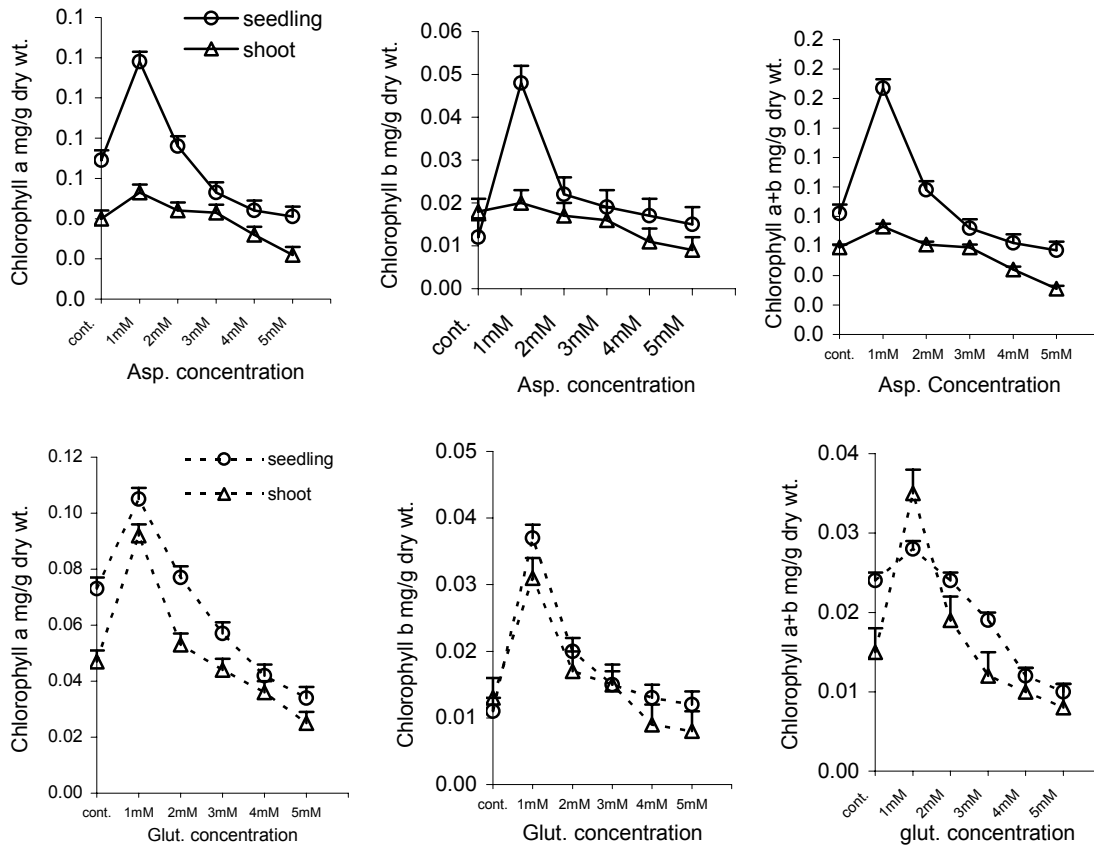 Chlorophyll a mg/g dry wt.
0.1
0.1
0.1
0.1
0.1
0.0
0.0
0.0
seedling
shoot
cont.
1mM
2mM
3mM
4mM
5mM
Asp. concentration
Chlorophyll b mg/g dry wt.
0.06
0.05
0.04
0.03
0.02
0.01
0.00
cont.
1mM
2mM
3mM
4mM
5mM
Asp. concentration
Chlorophyll a+b mg/g dry wt.
0.2
0.2
0.2
0.1
0.1
0.1
0.1
0.1
0.0
0.0
0.0
cont.
1mM
2mM
3mM
4mM
5mM
Asp. Concentration
Chlorophyll a mg/g dry wt.
0.12
0.10
0.08
0.06
0.04
0.02
0.00
seedling
shoot
cont.
1mM
2mM
3mM
4mM
5mM
Glut. concentration
Chlorophyll b mg/g dry wt.
0.05
0.04
0.03
0.02
0.01
0.00
cont.
1mM
2mM
3mM
4mM
5mM
Glut. concentration
Chlorophyll a+b mg/g dry wt.
0.04
0.03
0.02
0.01
0.00
cont.
1mM
2mM
3mM
4mM
5mM
glut. concentration